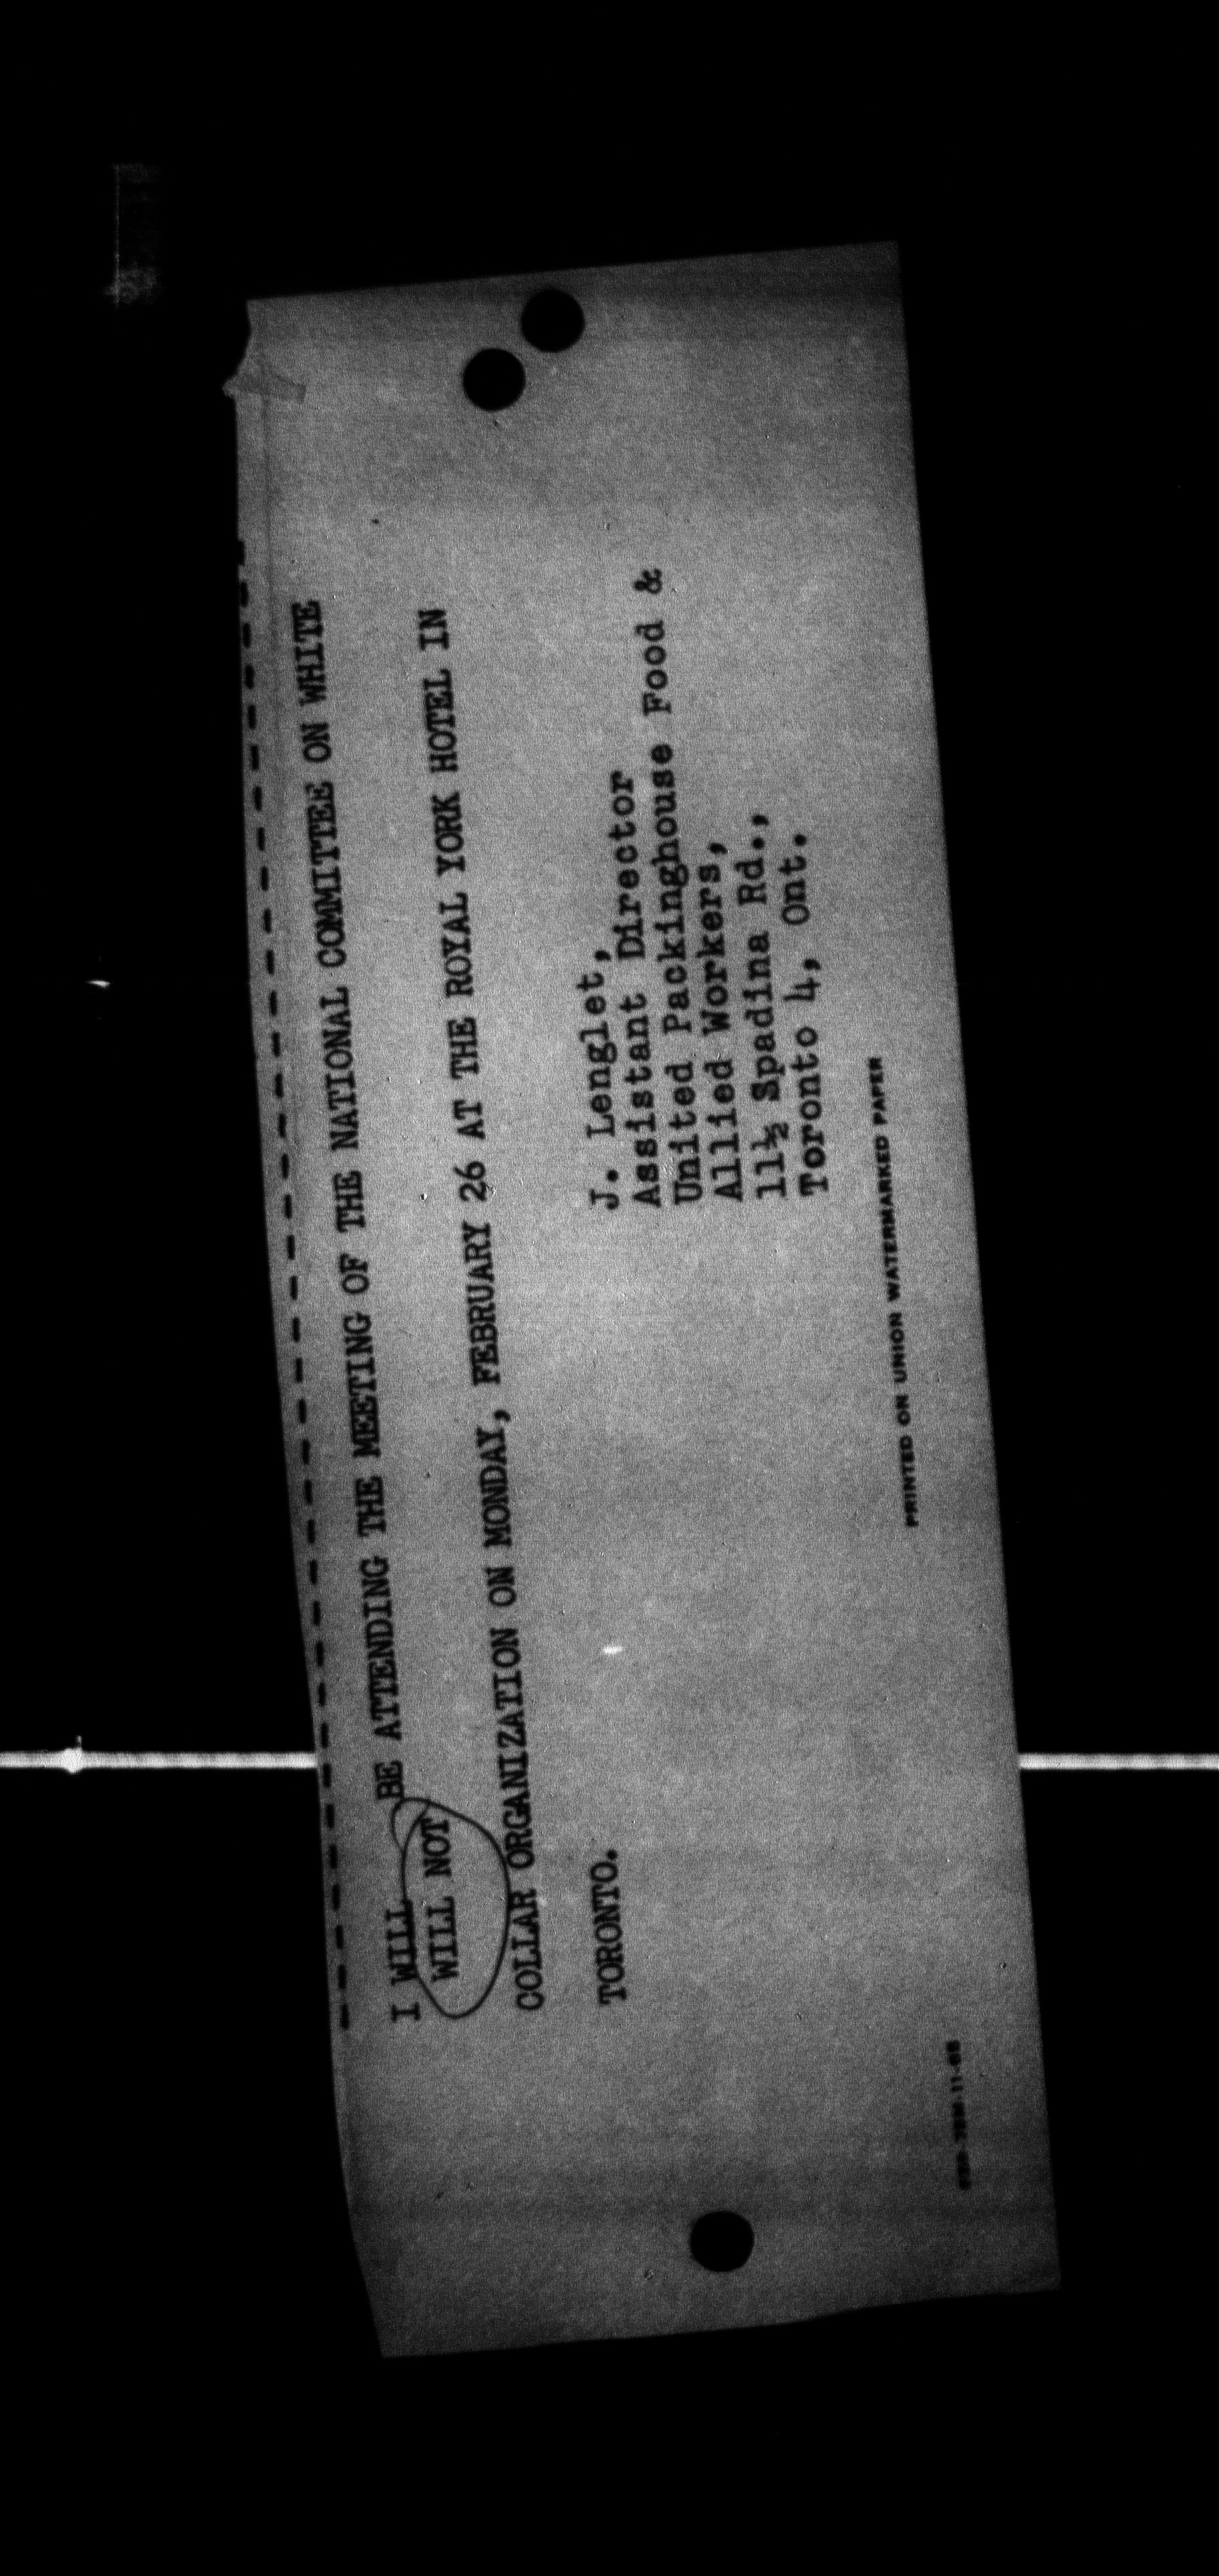 I WILL BE ATTENDING THE MEETING OF THE NATIONAL COMMITTEE ON WHITE
WILL NOT
COLLAR ORGANIZATION ON MONDAY, FEBRUARY 26 AT THE ROYAL YORK HOTEL IN
TORONTO.
J. Lenglet,
Assistant Director
United Packinghouse Food &
Allied Workers,
11½ Spadina Rd.,
Toronto 4, Ont.
PRINTED ON UNION WATERMARKED PAPER